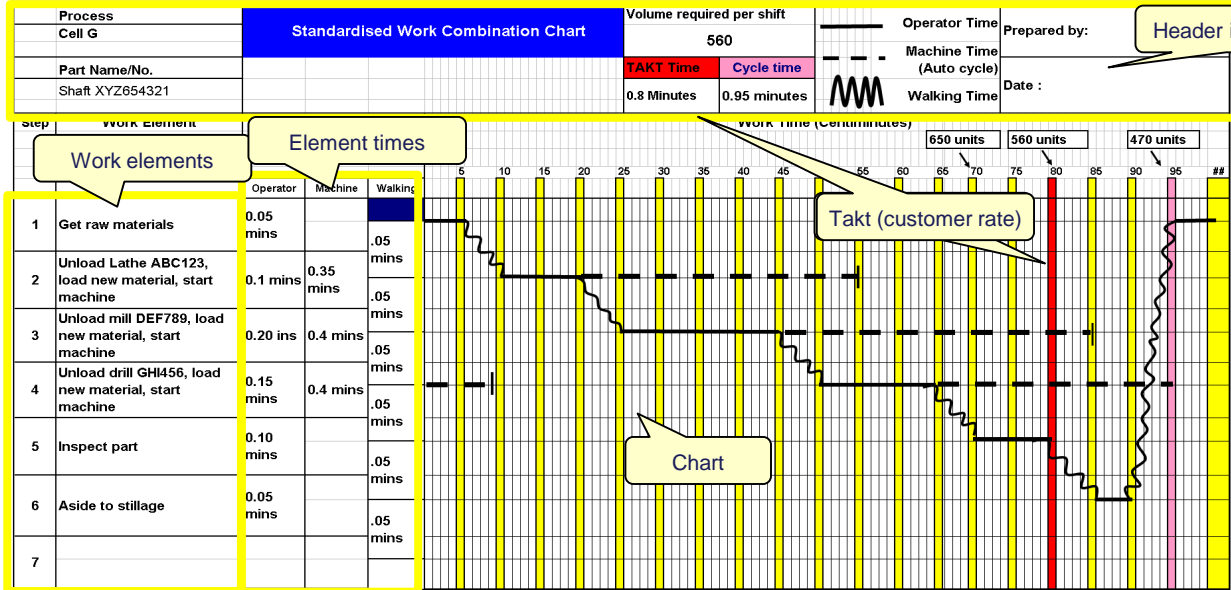 Process
Cell G
Standardised Work Combination Chart
Volume required per shift
560
Operator Time
Machine Time
(Auto cycle)
Walking Time
Prepared by:
Header i
Part Name/No.
Shaft XYZ654321
TAKT Time
Cycle time
0.8 Minutes
0.95 minutes
Date :
Step
Work Element
Work Time (Centiminutes)
Work elements
Element times
650 units
560 units
470 units
Operator
Machine
Walking
5
10
15
20
25
30
35
40
45
50
55
60
65
70
75
80
85
90
95
##
Takt (customer rate)
1
Get raw materials
0.05
mins
.05
mins
2
Unload Lathe ABC123,
load new material, start
machine
0.1 mins
0.35
mins
.05
mins
3
Unload mill DEF789, load
new material, start
machine
0.20 ins
0.4 mins
.05
mins
4
Unload drill GHI456, load
new material, start
machine
0.15
mins
0.4 mins
.05
mins
5
Inspect part
0.10
mins
.05
mins
6
Aside to stillage
0.05
mins
.05
mins
7
Chart